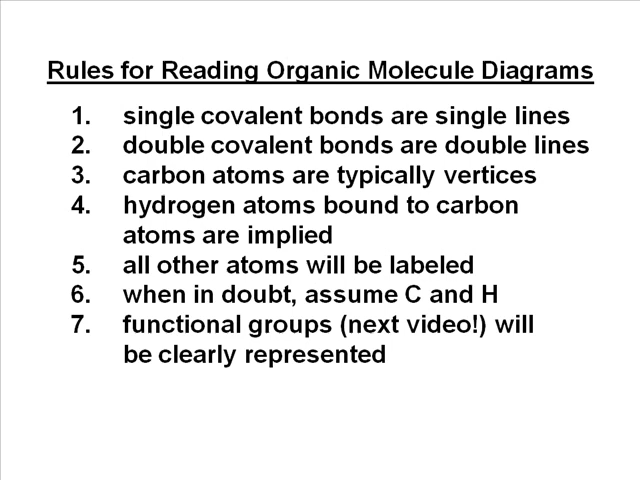 Rules for Reading Organic Molecule Diagrams
1. single covalent bonds are single lines
2. double covalent bonds are double lines
3. carbon atoms are typically vertices
4. hydrogen atoms bound to carbon
atoms are implied
5. all other atoms will be labeled
6. when in doubt, assume C and H
7. functional groups (next video!) will
be clearly represented